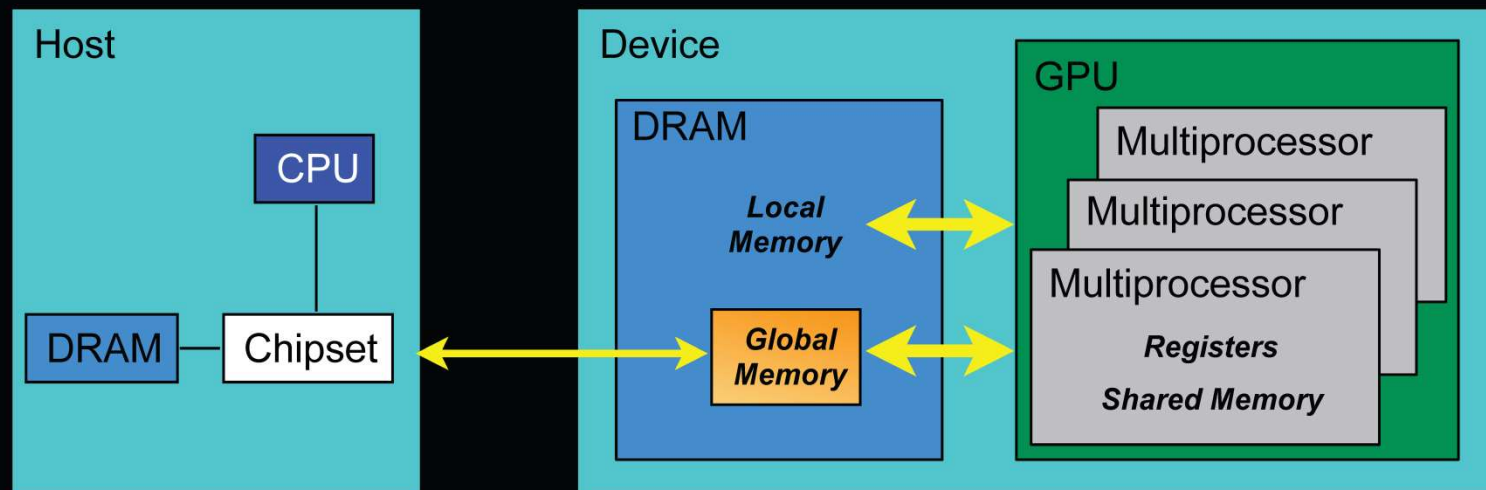 Host
CPU
DRAM
Chipset
Device
DRAM
Local
Memory
Global
Memory
GPU
Multiprocessor
Multiprocessor
Multiprocessor
Registers
Shared Memory